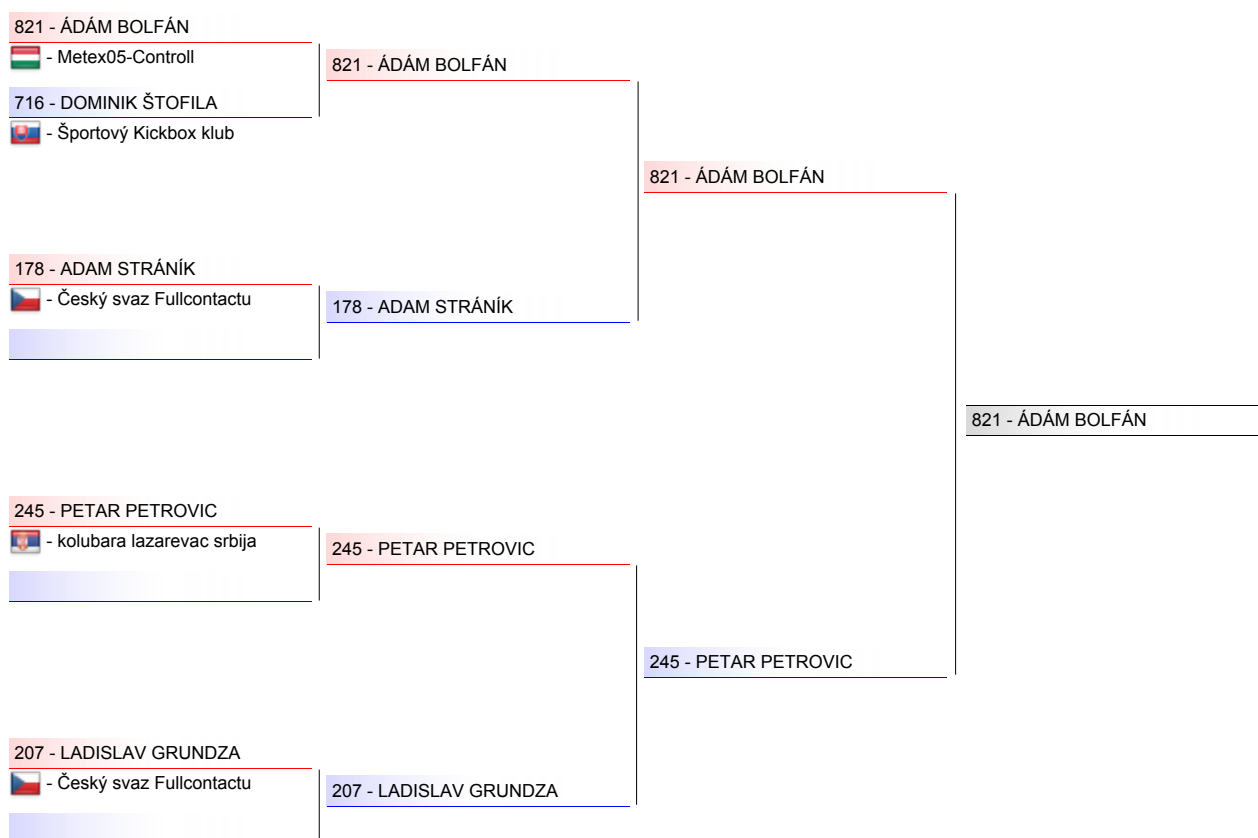 821 - ÁDÁM BOLFÁN
- Metex05-Controll
716 - DOMINIK ŠTOFILA
- Športový Kickbox klub
821 - ÁDÁM BOLFÁN
821 - ÁDÁM BOLFÁN
178 - ADAM STRÁNÍK
- Český svaz Fullcontactu
178 - ADAM STRÁNÍK
821 - ÁDÁM BOLFÁN
245 - PETAR PETROVIC
- kolubara lazarevac srbija
245 - PETAR PETROVIC
245 - PETAR PETROVIC
207 - LADISLAV GRUNDZA
- Český svaz Fullcontactu
207 - LADISLAV GRUNDZA